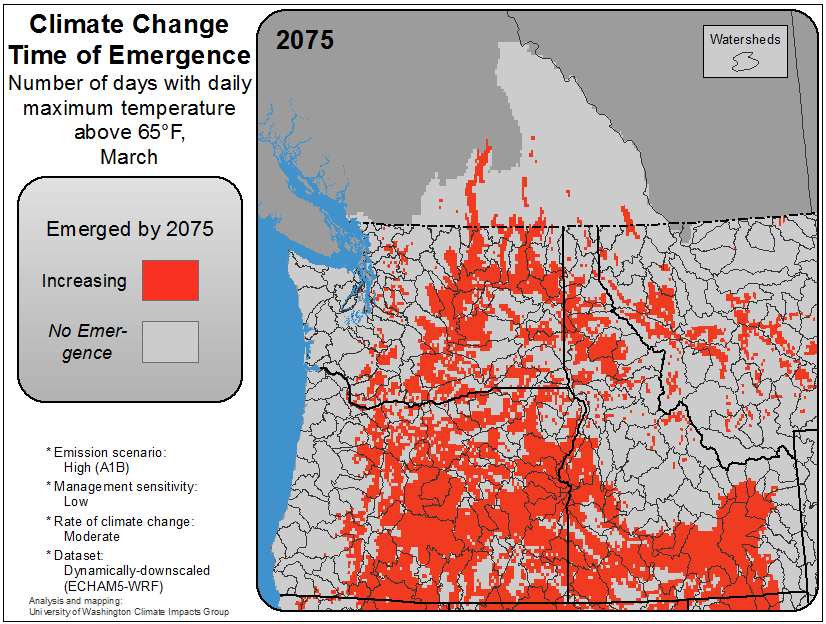 Climate Change
Time of Emergence
Number of days with daily
maximum temperature
above 65°F,
March
2075
Watersheds
Emerged by 2075
Increasing
No Emer-
gence
* Emission scenario:
High (A1B)
* Management sensitivity:
Low
* Rate of climate change:
Moderate
* Dataset:
Dynamically-downscaled
(ECHAM5-WRF)
Analysis and mapping:
University of Washington Climate Impacts Group